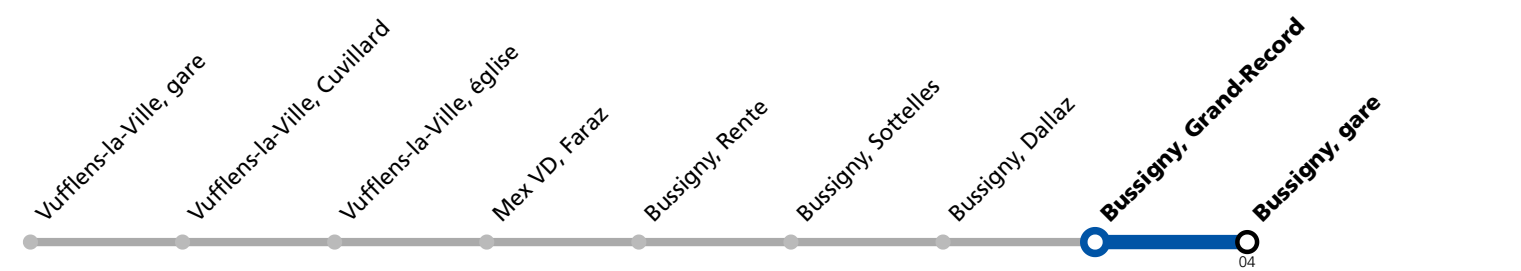 Vufflens-la-Ville, gare
Vufflens-la-Ville, Cuvillard
Vufflens-la-Ville, église
Mex VD, Faraz
Bussigny, Rente
Bussigny, Sottelles
Bussigny, Dallaz
Bussigny, Grand-Record
Bussigny, gare
04